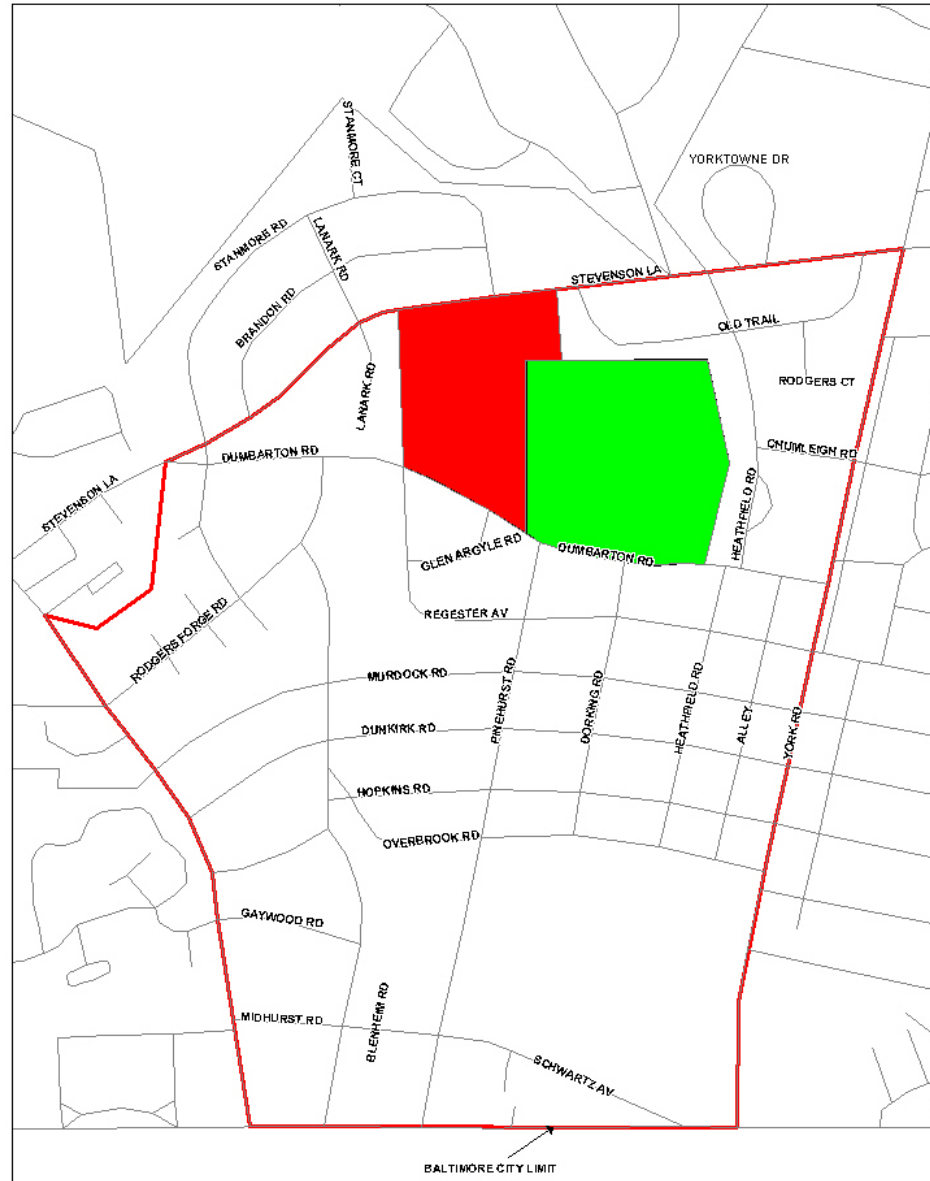 STANMORE CT
YORKTOWNE DR
STANMORE RD
LANARK RD
STEVENSON LA
BRANDON RD
OLD TRAIL
LANARK RD
RODGERS CT
DUMBARTON RD
CHUMLEIGH RD
STEVENSON LA
HEATHFIELD RD
GLEN ARGYLE RD
DUMBARTON RD
REGESTER AV
RODGERS FORGE RD
MURDOCK RD
PINEHURST RD
DORKING RD
HEATHFIELD RD
ALLEY
YORK RD
DUNKIRK RD
HOPKINS RD
OVERBROOK RD
GAYWOOD RD
BLENHEIM RD
MIDHURST RD
SCHWARTZ AV
BALTIMORE CITY LIMIT